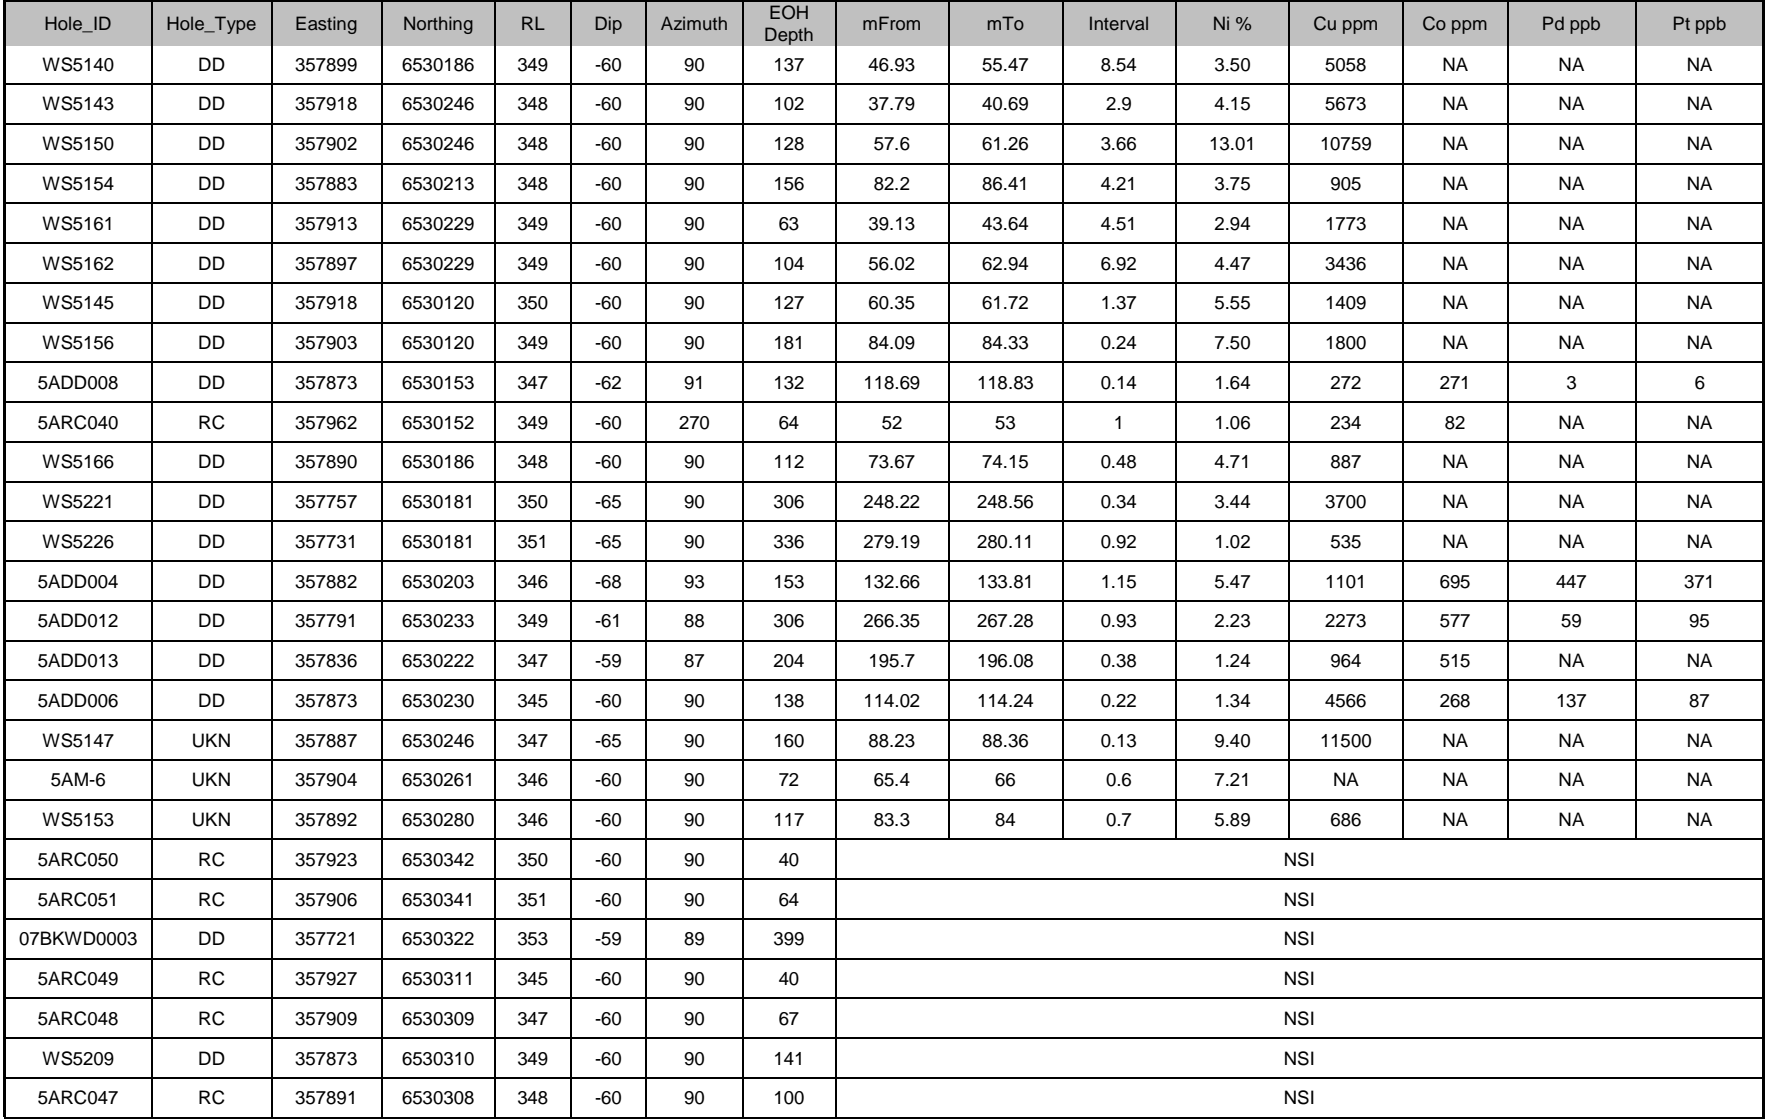 Hole_ID Hole_Type Easting Northing RL Dip Azimuth EOH Depth mFrom mTo Interval Ni % Cu ppm Co ppm Pd ppb Pt ppb
WS5140 DD 357899 6530186 349 -60 90 137 46.93 55.47 8.54 3.50 5058 NA NA NA
WS5143 DD 357918 6530246 348 -60 90 102 37.79 40.69 2.9 4.15 5673 NA NA NA
WS5150 DD 357902 6530246 348 -60 90 128 57.6 61.26 3.66 13.01 10759 NA NA NA
WS5154 DD 357883 6530213 348 -60 90 156 82.2 86.41 4.21 3.75 905 NA NA NA
WS5161 DD 357913 6530229 349 -60 90 63 39.13 43.64 4.51 2.94 1773 NA NA NA
WS5162 DD 357897 6530229 349 -60 90 104 56.02 62.94 6.92 4.47 3436 NA NA NA
WS5145 DD 357918 6530120 350 -60 90 127 60.35 61.72 1.37 5.55 1409 NA NA NA
WS5156 DD 357903 6530120 349 -60 90 181 84.09 84.33 0.24 7.50 1800 NA NA NA
5ADD008 DD 357873 6530153 347 -62 91 132 118.69 118.83 0.14 1.64 272 271 3 6
5ARC040 RC 357962 6530152 349 -60 270 64 52 53 1 1.06 234 82 NA NA
WS5166 DD 357890 6530186 348 -60 90 112 73.67 74.15 0.48 4.71 887 NA NA NA
WS5221 DD 357757 6530181 350 -65 90 306 248.22 248.56 0.34 3.44 3700 NA NA NA
WS5226 DD 357731 6530181 351 -65 90 336 279.19 280.11 0.92 1.02 535 NA NA NA
5ADD004 DD 357882 6530203 346 -68 93 153 132.66 133.81 1.15 5.47 1101 695 447 371
5ADD012 DD 357791 6530233 349 -61 88 306 266.35 267.28 0.93 2.23 2273 577 59 95
5ADD013 DD 357836 6530222 347 -59 87 204 195.7 196.08 0.38 1.24 964 515 NA NA
5ADD006 DD 357873 6530230 345 -60 90 138 114.02 114.24 0.22 1.34 4566 268 137 87
WS5147 UKN 357887 6530246 347 -65 90 160 88.23 88.36 0.13 9.40 11500 NA NA NA
5AM-6 UKN 357904 6530261 346 -60 90 72 65.4 66 0.6 7.21 NA NA NA NA
WS5153 UKN 357892 6530280 346 -60 90 117 83.3 84 0.7 5.89 686 NA NA NA
5ARC050 RC 357923 6530342 350 -60 90 40 NSI
5ARC051 RC 357906 6530341 351 -60 90 64 NSI
07BKWD0003 DD 357721 6530322 353 -59 89 399 NSI
5ARC049 RC 357927 6530311 345 -60 90 40 NSI
5ARC048 RC 357909 6530309 347 -60 90 67 NSI
WS5209 DD 357873 6530310 349 -60 90 141 NSI
5ARC047 RC 357891 6530308 348 -60 90 100 NSI